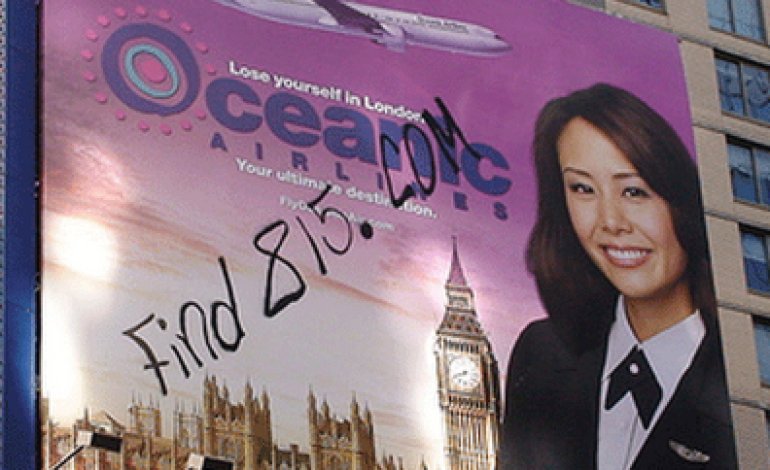 Lose yourself in London.
Oceanic
AIRLINES
Your ultimate destination.
Find 815.com